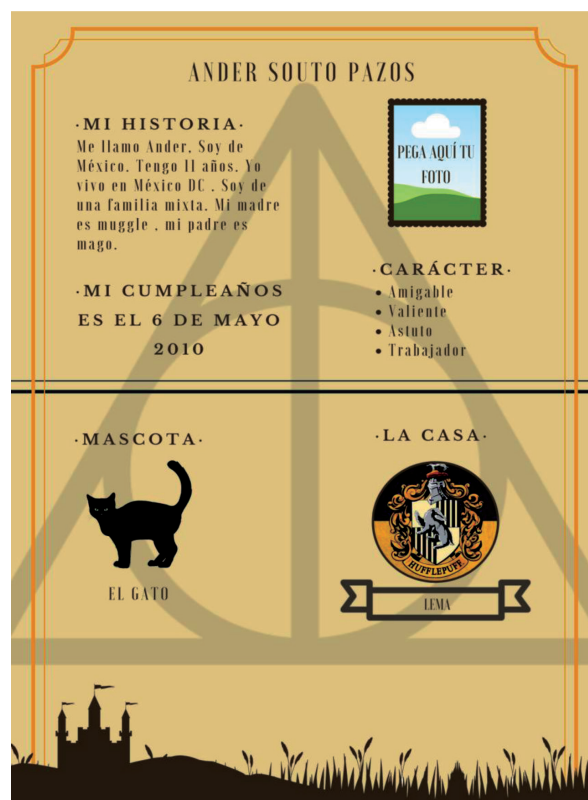 ANDER SOUTO PAZOS
·MI HISTORIA·
Me llamo Ander. Soy de
México. Tengo 11 años. Yo
vivo en México DC . Soy de
una familia mixta. Mi madre
es muggle , mi padre es
mago.
·MI CUMPLEAÑOS
ES EL 6 DE MAYO
2010
PEGA AQUÍ TU
FOTO
·CARÁCTER·
• Amigable
• Valiente
• Astuto
• Trabajador
·MASCOTA·
EL GATO
·LA CASA·
HUFFLEPUFF
LEMA